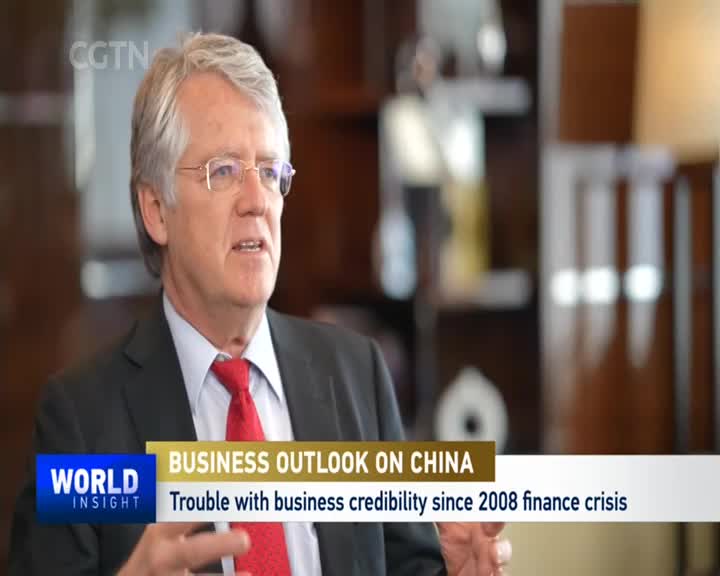 CGTN
BUSINESS OUTLOOK ON CHINA
WORLD
INSIGHT
Trouble with business credibility since 2008 finance crisis